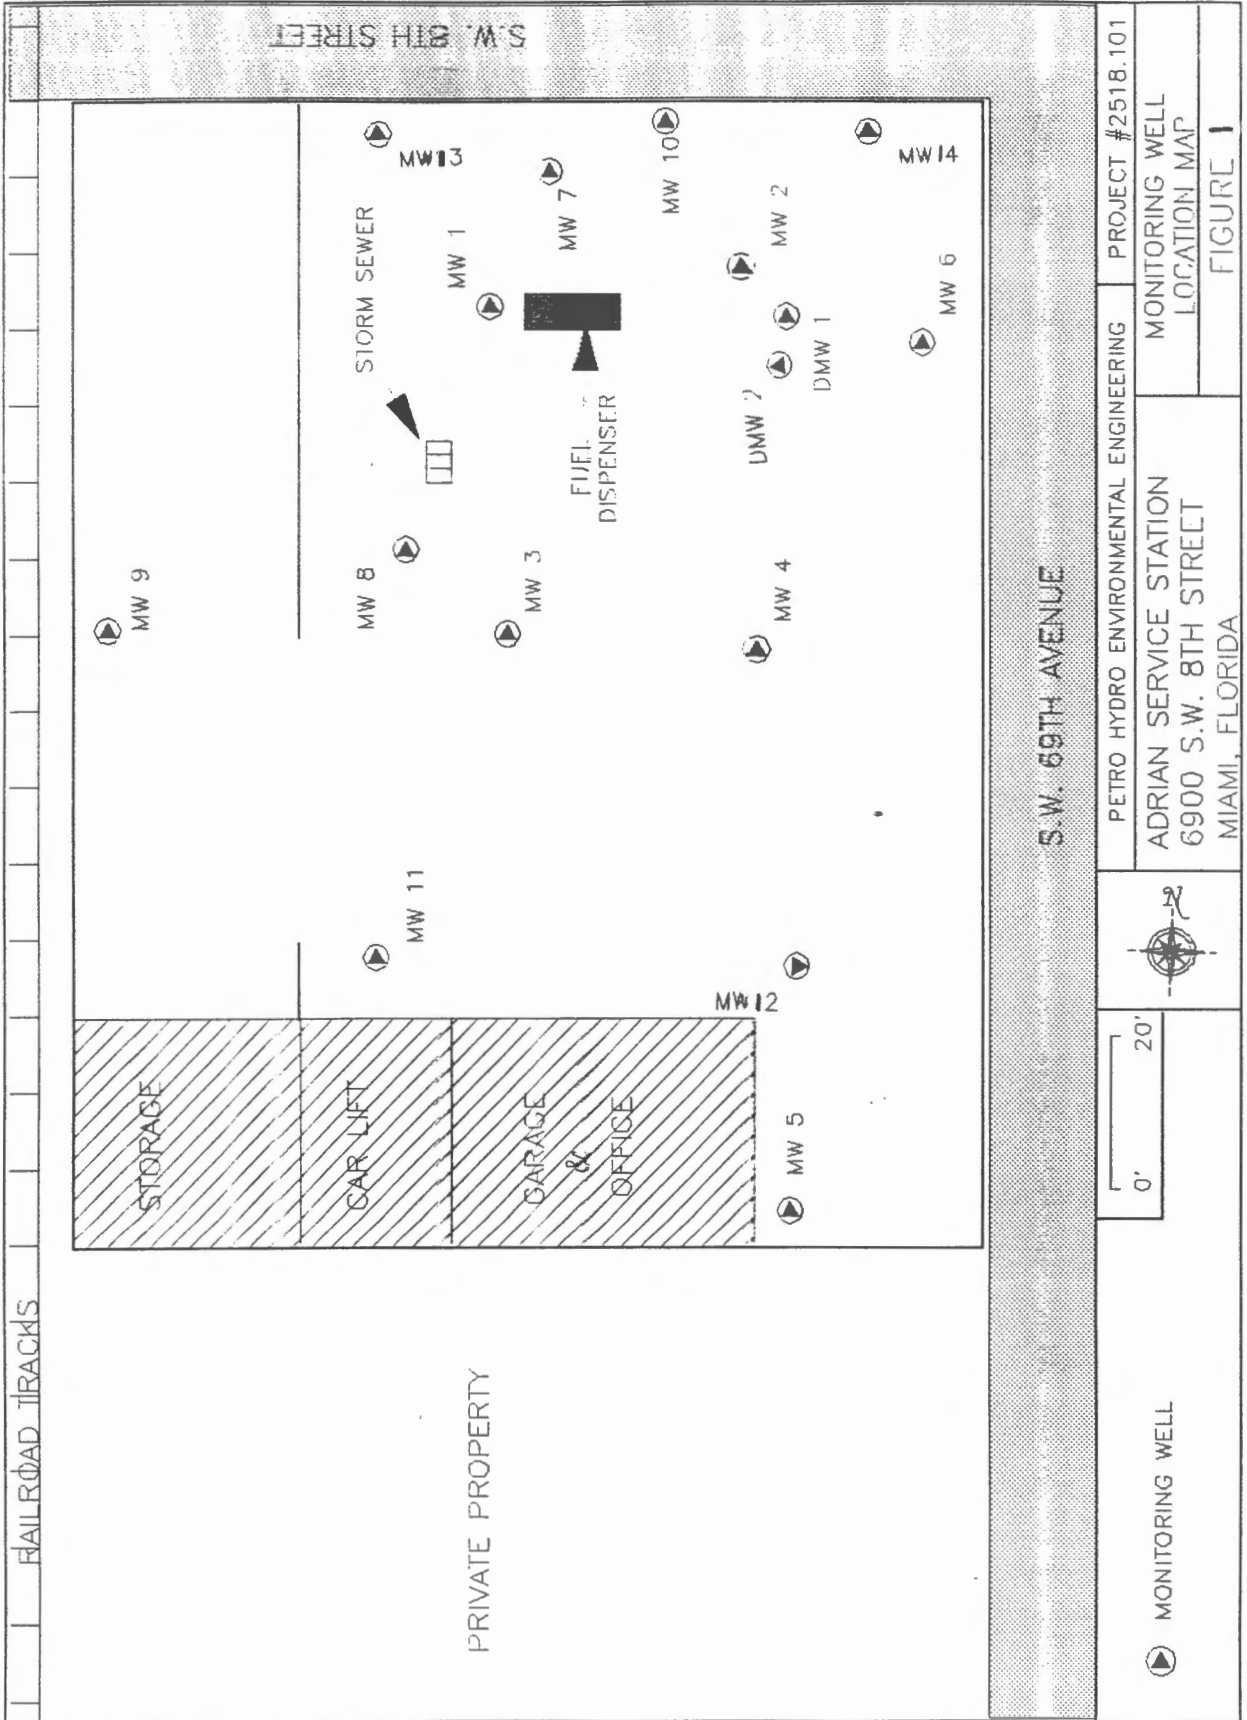 RAILROAD TRACKS
S.W. 8TH STREET
MW 9
MW13
STORM SEWER
MW 1
MW 7
MW 10
MW14
MW 2
MW 8
MW 3
FUEL
DISPENSER
DMW 2
DMW 1
MW 6
MW 4
MW 11
MW12
STORAGE
CAR LIFT
GARAGE
&
OFFICE
MW 5
PRIVATE PROPERTY
S.W. 69TH AVENUE
MONITORING WELL
0' 20'
N
PETRO HYDRO ENVIRONMENTAL ENGINEERING
PROJECT #2518.101
ADRIAN SERVICE STATION
6900 S.W. 8TH STREET
MIAMI, FLORIDA
MONITORING WELL
LOCATION MAP
FIGURE 1